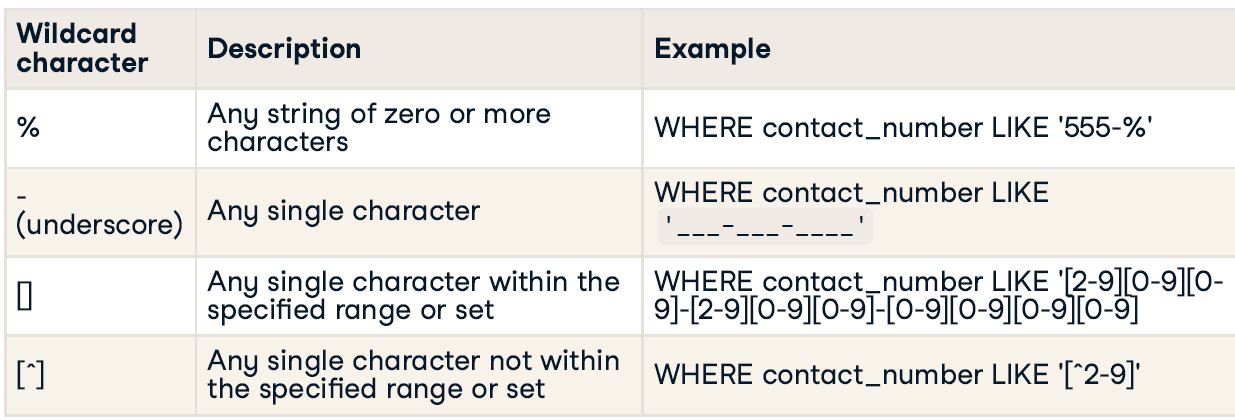 Wildcard
character
Description
Example
%
Any string of zero or more
characters
WHERE contact_number LIKE '555-%'
-
(underscore)
Any single character
WHERE contact_number LIKE
'___-___-____'
[]
Any single character within the
specified range or set
WHERE contact_number LIKE '[2-9][0-9][0-
9]-[2-9][0-9][0-9]-[0-9][0-9][0-9][0-9]
[^]
Any single character not within
the specified range or set
WHERE contact_number LIKE '[^2-9]'